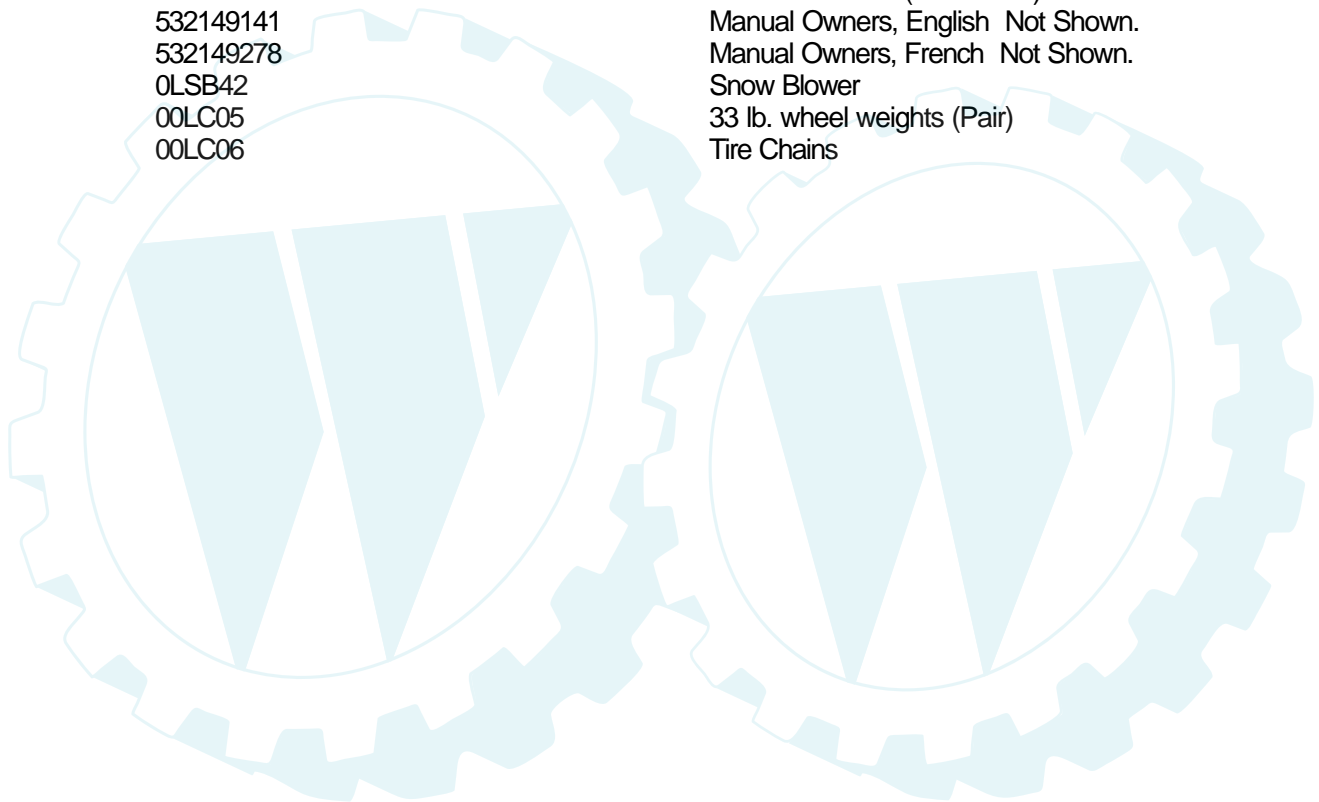 532149141 Manual Owners, English Not Shown.
532149278 Manual Owners, French Not Shown.
0LSB42 Snow Blower
00LC05 33 lb. wheel weights (Pair)
00LC06 Tire Chains